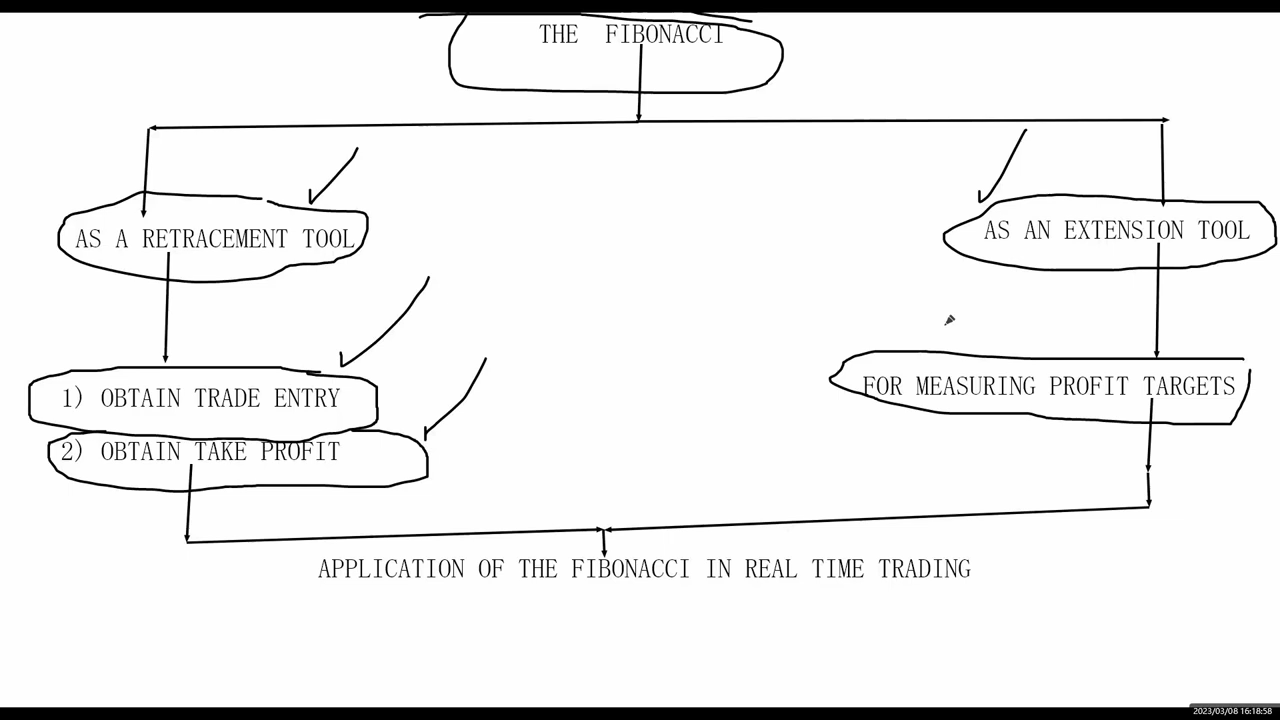 THE FIBONACCI
AS A RETRACEMENT TOOL
AS AN EXTENSION TOOL
1) OBTAIN TRADE ENTRY
2) OBTAIN TAKE PROFIT
FOR MEASURING PROFIT TARGETS
APPLICATION OF THE FIBONACCI IN REAL TIME TRADING
2023/03/08 16:18:58